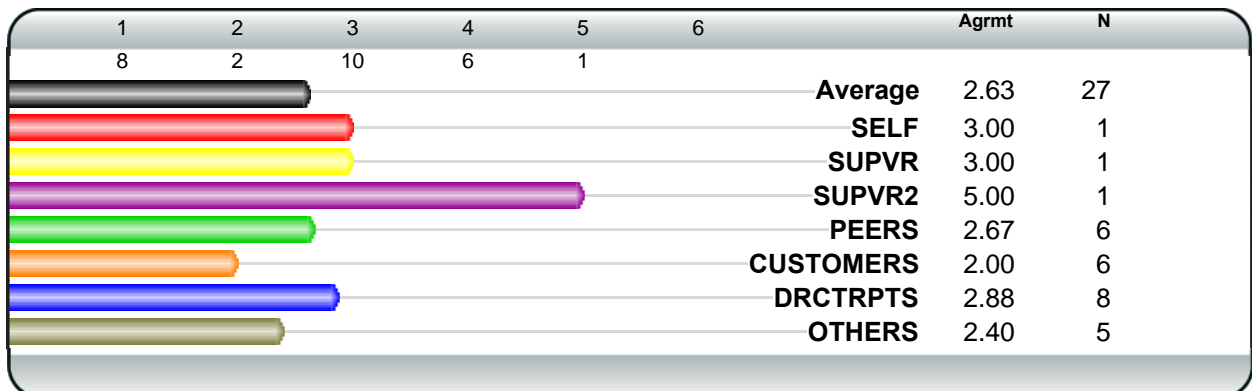 1 2 3 4 5 6 Agrmt N
8 2 10 6 1
Average 2.63 27
SELF 3.00 1
SUPVR 3.00 1
SUPVR2 5.00 1
PEERS 2.67 6
CUSTOMERS 2.00 6
DRCTRPTS 2.88 8
OTHERS 2.40 5